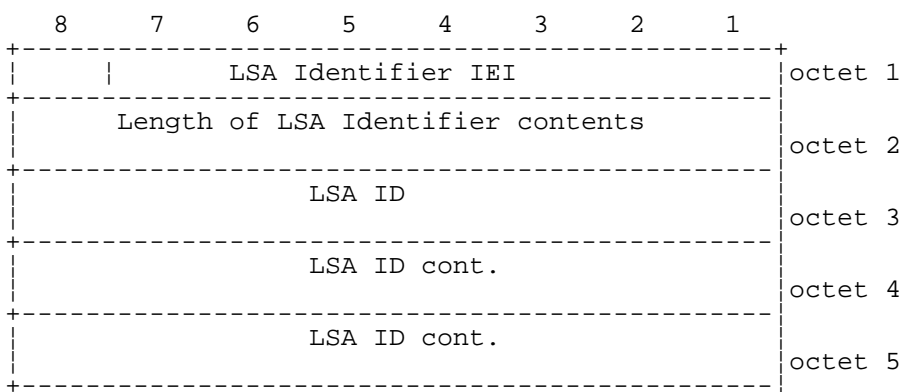 8 7 6 5 4 3 2 1
LSA Identifier IEI octet 1
Length of LSA Identifier contents
octet 2
LSA ID
octet 3
LSA ID cont.
octet 4
LSA ID cont.
octet 5